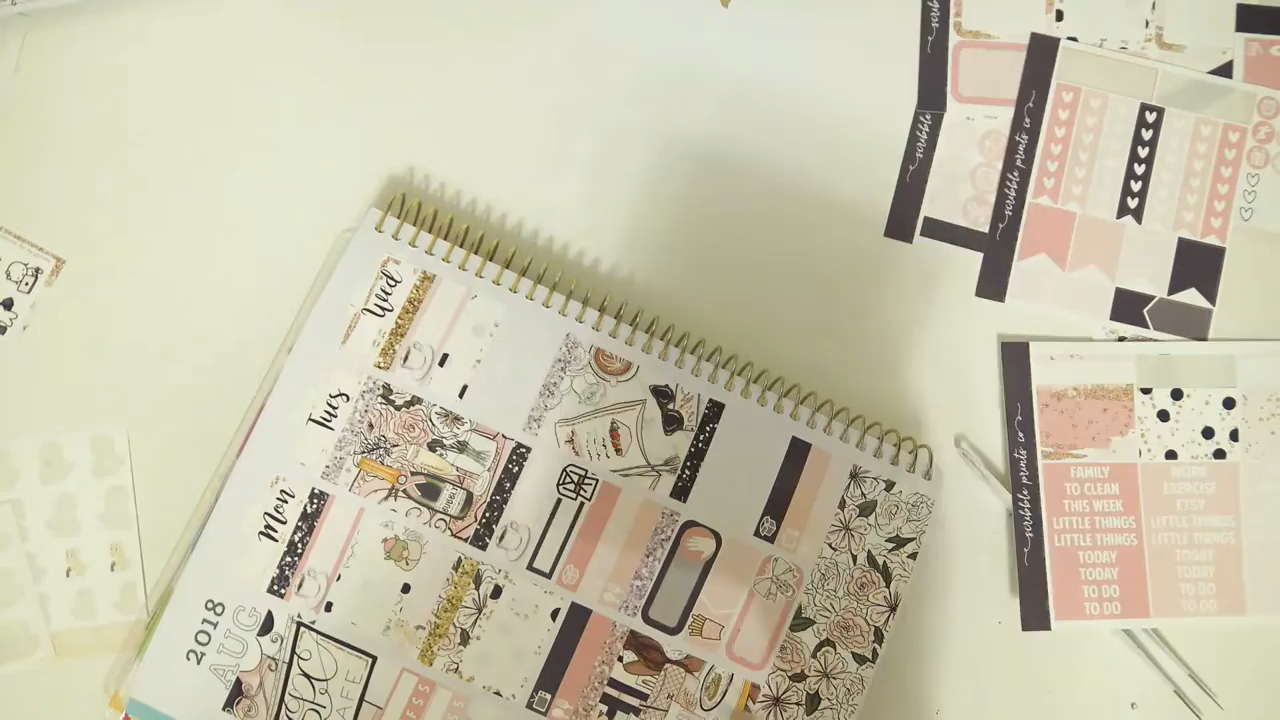 scribble
scribble
scribble prints co
scribble prints co
FAMILY
TO CLEAN
THIS WEEK
LITTLE THINGS
LITTLE THINGS
TODAY
TODAY
TO DO
TO DO
WORK
EXERCISE
ETSY
LITTLE THINGS
LITTLE THINGS
TODAY
TODAY
TO DO
TO DO
Wed
Tues
Mon
2018
AUG